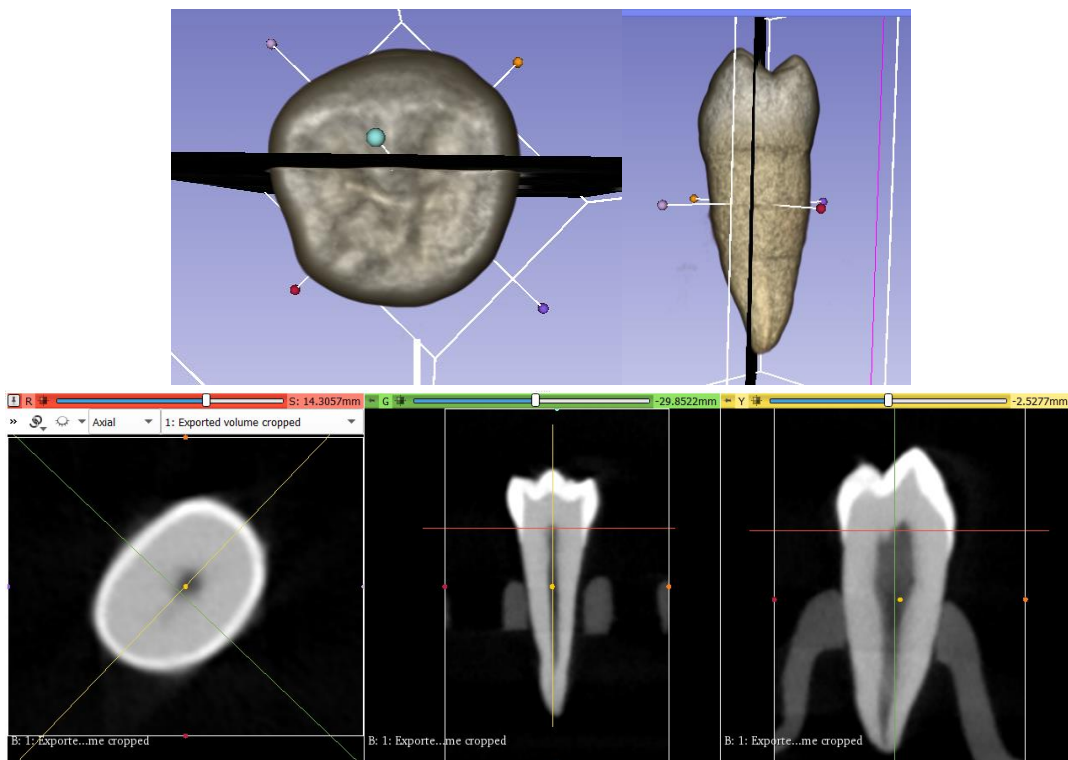 R S: 14.3057mm
G -29.8522mm
Y -2.5277mm
» Axial 1: Exported volume cropped
B: 1: Exporte...me cropped
B: 1: Exporte...me cropped
B: 1: Exporte...me cropped